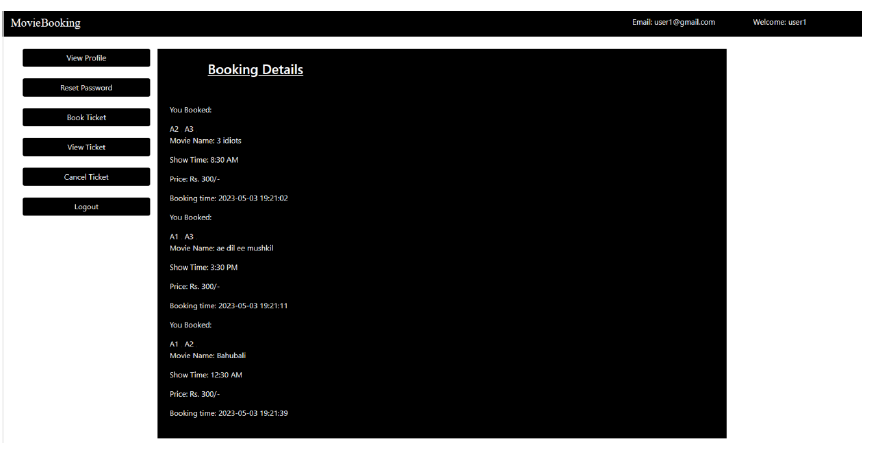 MovieBooking
Email: user1@gmail.com
Welcome: user1
View Profile
Reset Password
Book Ticket
View Ticket
Cancel Ticket
Logout
Booking Details
You Booked:
A2 A3
Movie Name: 3 idiots
Show Time: 8:30 AM
Price: Rs. 300/-
Booking time: 2023-05-03 19:21:02
You Booked:
A1 A3
Movie Name: ae dil ee mushkil
Show Time: 3:30 PM
Price: Rs. 300/-
Booking time: 2023-05-03 19:21:11
You Booked:
A1 A2
Movie Name: Bahubali
Show Time: 12:30 AM
Price: Rs. 300/-
Booking time: 2023-05-03 19:21:39